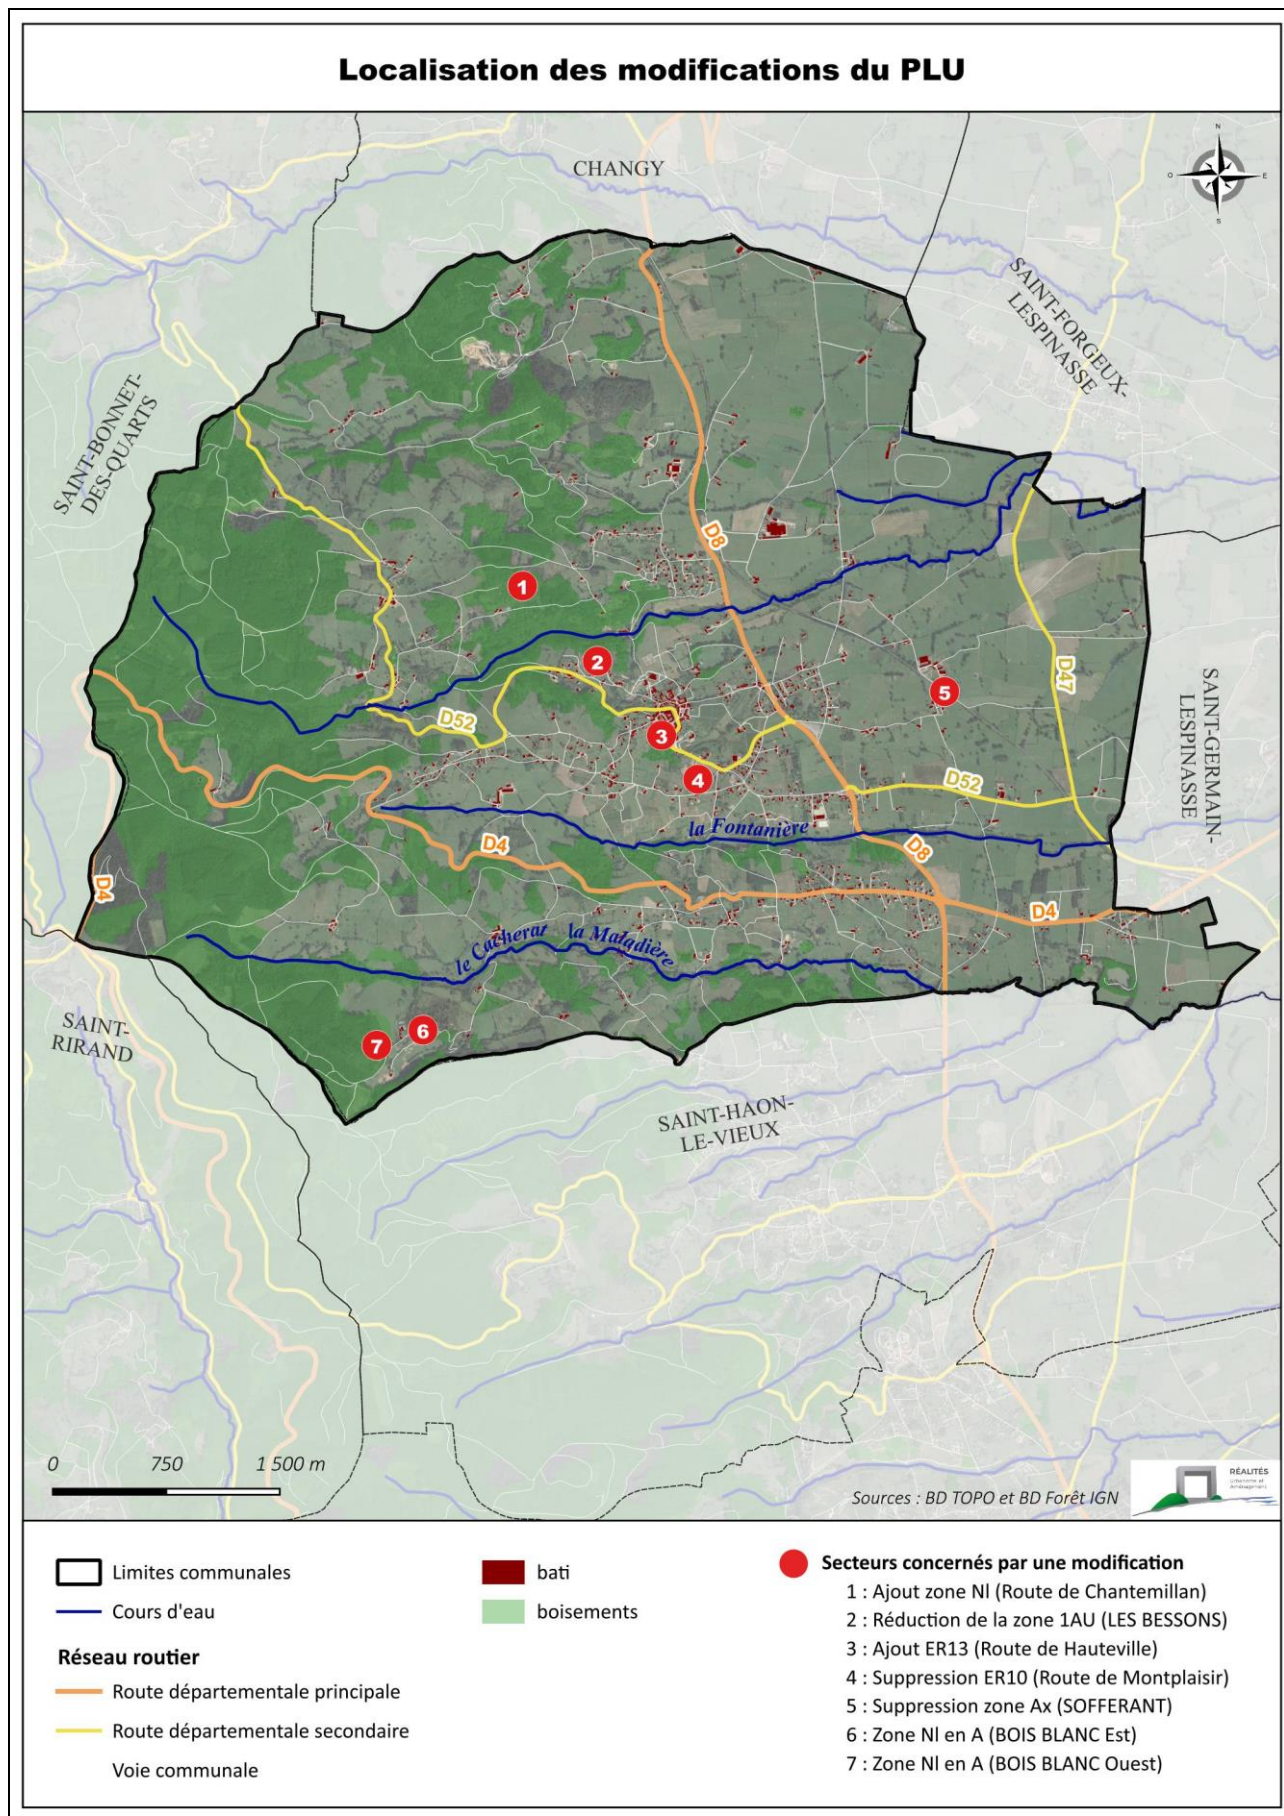 Localisation des modifications du PLU
CHANGY
N
O
E
S
SAINT-FORGEUX-
LESPINASSE
SAINT-BONNET-
DES-QUARTS
D8
1
2
D47
5
D52
3
SAINT-GERMAIN-
LESPINASSE
4
D52
la Fontanière
D4
D8
D4
D4
le Cacherat
la Maladière
SAINT-
RIRAND
6
7
SAINT-HAON-
LE-VIEUX
0 750 1 500 m
Sources : BD TOPO et BD Forêt IGN
RÉALITÉS
Urbanisme et
Aménagement
Limites communales
Cours d'eau
Réseau routier
Route départementale principale
Route départementale secondaire
Voie communale
bati
boisements
Secteurs concernés par une modification
1 : Ajout zone Nl (Route de Chantemillan)
2 : Réduction de la zone 1AU (LES BESSONS)
3 : Ajout ER13 (Route de Hauteville)
4 : Suppression ER10 (Route de Montplaisir)
5 : Suppression zone Ax (SOFFERANT)
6 : Zone Nl en A (BOIS BLANC Est)
7 : Zone Nl en A (BOIS BLANC Ouest)